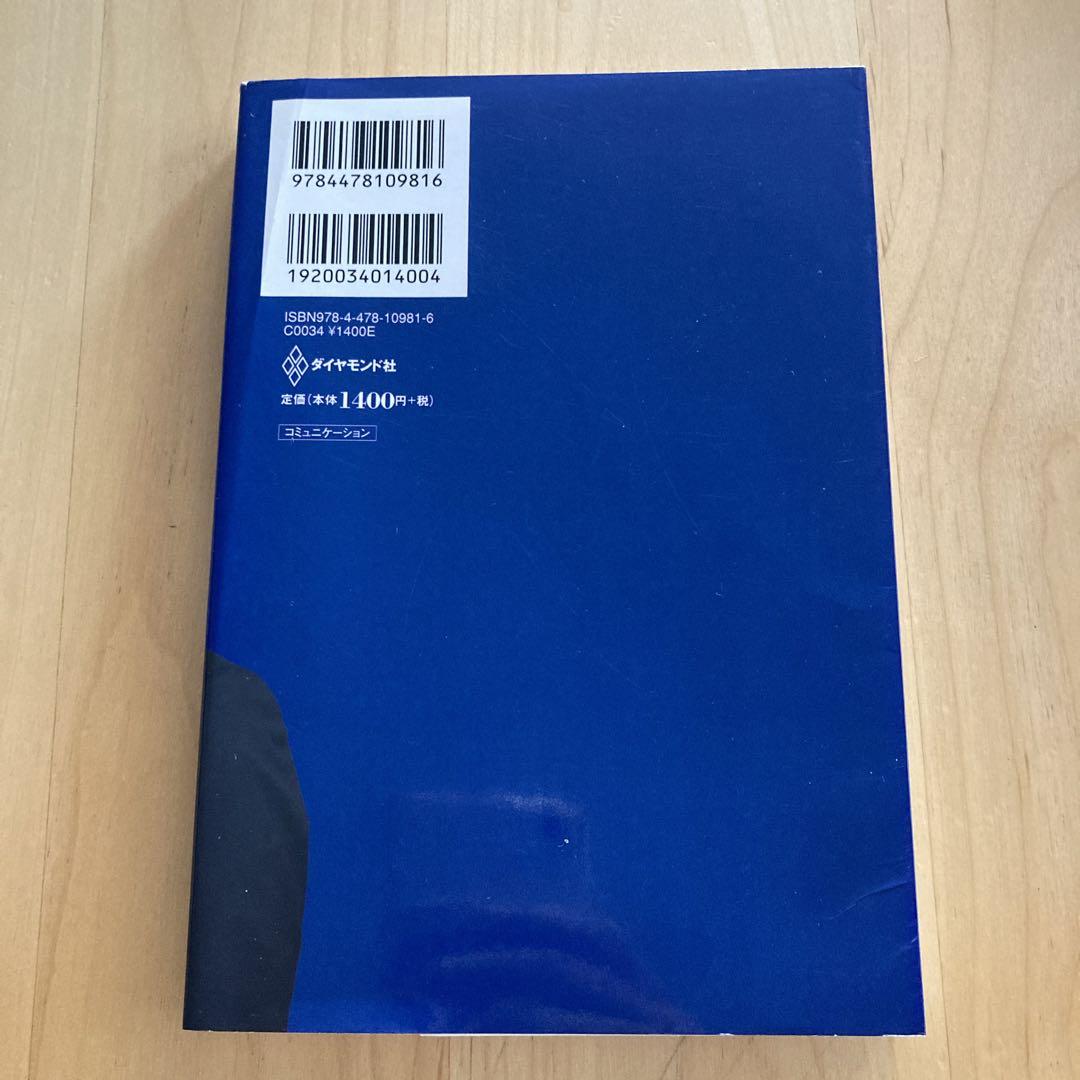 9784478109816
1920034014004
ISBN978-4-478-10981-6
C0034 ¥1400E
ダイヤモンド社
定価(本体1400円+税)
コミュニケーション